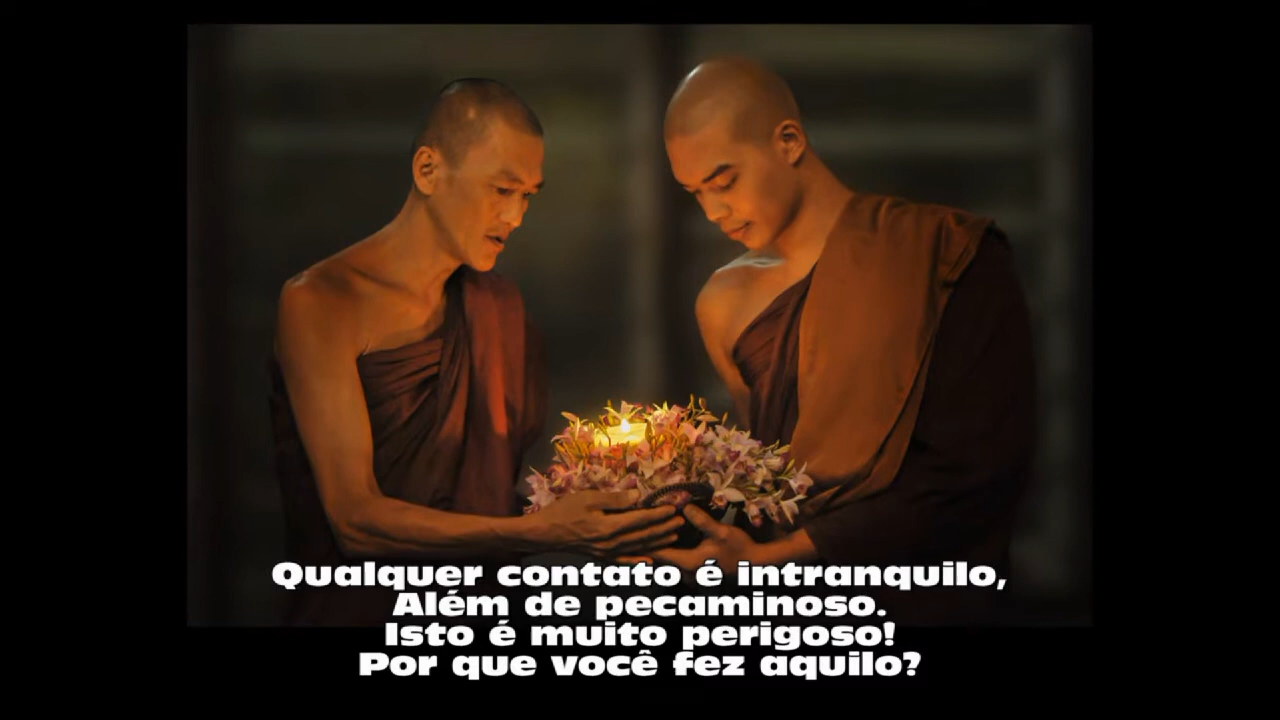 Qualquer contato é intranquilo,
Além de pecaminoso.
Isto é muito perigoso!
Por que você fez aquilo?